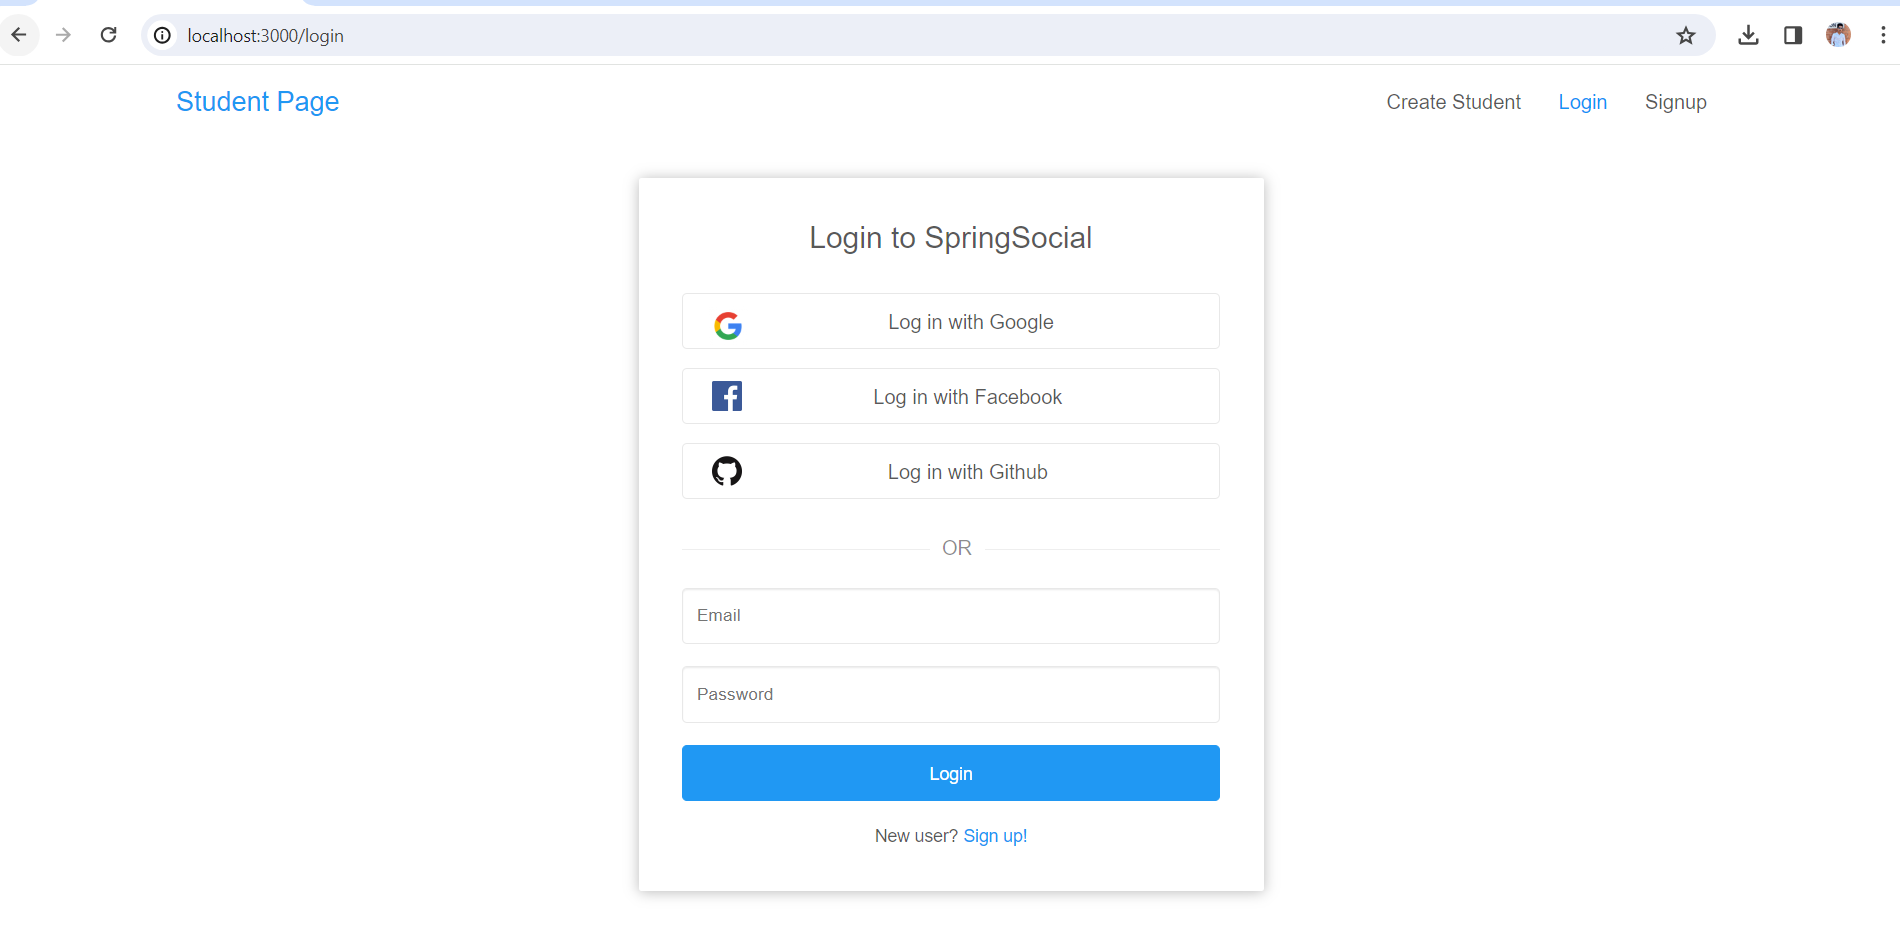 localhost:3000/login
Student Page
Create Student Login Signup
Login to SpringSocial
Log in with Google
Log in with Facebook
Log in with Github
OR
Email
Password
Login
New user? Sign up!